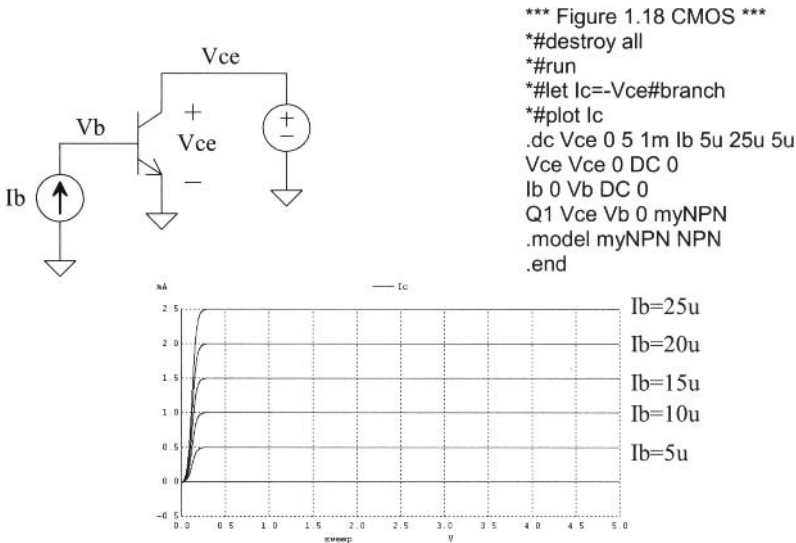 Vce
Vb
+
Vce
−
+
−
Ib
*** Figure 1.18 CMOS ***
*#destroy all
*#run
*#let Ic=-Vce#branch
*#plot Ic
.dc Vce 0 5 1m Ib 5u 25u 5u
Vce Vce 0 DC 0
Ib 0 Vb DC 0
Q1 Vce Vb 0 myNPN
.model myNPN NPN
.end
mA
Ic
2.5
2.0
1.5
1.0
0.5
0.0
-0.5
Ib=25u
Ib=20u
Ib=15u
Ib=10u
Ib=5u
0.0 0.5 1.0 1.5 2.0 2.5 3.0 3.5 4.0 4.5 5.0
sweep V